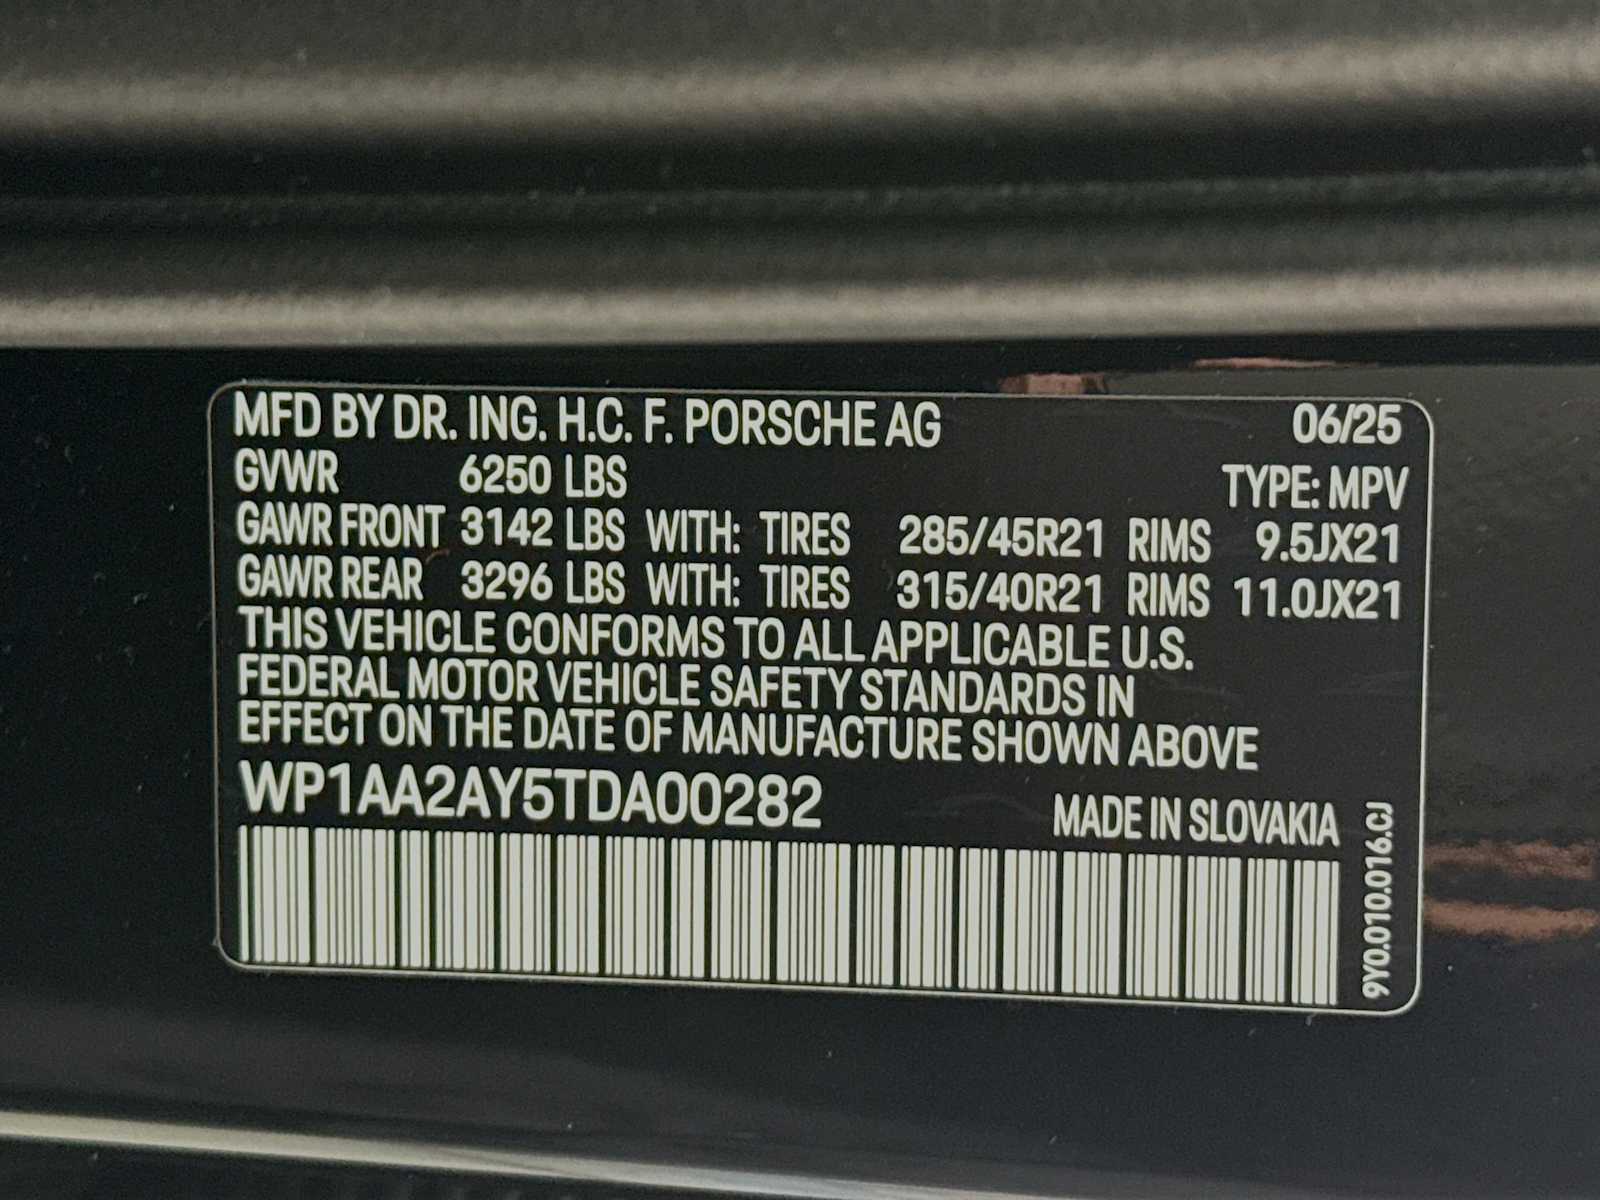 MFD BY DR. ING. H.C. F. PORSCHE AG 06/25
GVWR 6250 LBS TYPE: MPV
GAWR FRONT 3142 LBS WITH: TIRES 285/45R21 RIMS 9.5JX21
GAWR REAR 3296 LBS WITH: TIRES 315/40R21 RIMS 11.0JX21
THIS VEHICLE CONFORMS TO ALL APPLICABLE U.S.
FEDERAL MOTOR VEHICLE SAFETY STANDARDS IN
EFFECT ON THE DATE OF MANUFACTURE SHOWN ABOVE
WP1AA2AY5TDA00282
MADE IN SLOVAKIA
9Y0.010.016.CJ